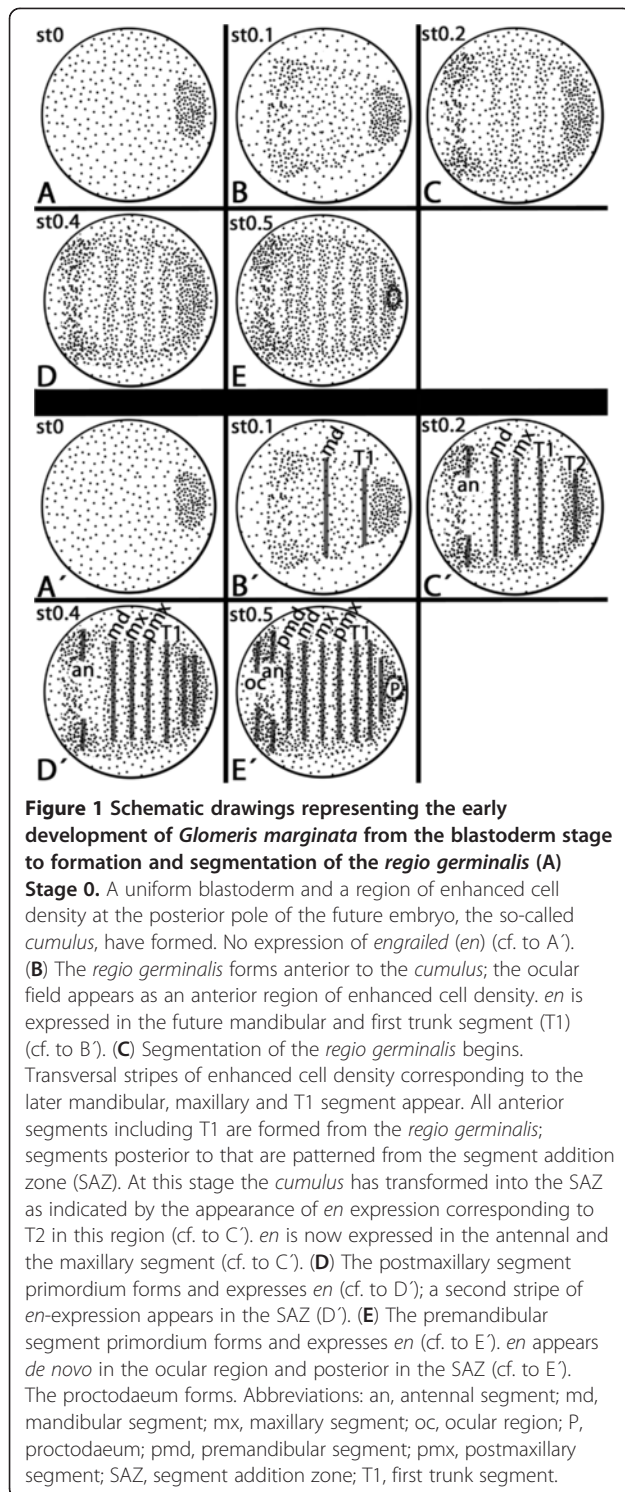 st0
st0.1
st0.2
A
B
C
st0.4
st0.5
D
E
st0
st0.1
md
T1
st0.2
md
mx
T1
T2
an
A´
B´
C´
st0.4
md
mx
pmx
T1
an
st0.5
pmd
md
mx
pmx
T1
an
oc
P
D´
E´
Figure 1 Schematic drawings representing the early
development of Glomeris marginata from the blastoderm stage
to formation and segmentation of the regio germinalis (A)
Stage 0. A uniform blastoderm and a region of enhanced cell
density at the posterior pole of the future embryo, the so-called
cumulus, have formed. No expression of engrailed (en) (cf. to A´).
(B) The regio germinalis forms anterior to the cumulus; the ocular
field appears as an anterior region of enhanced cell density. en is
expressed in the future mandibular and first trunk segment (T1)
(cf. to B´). (C) Segmentation of the regio germinalis begins.
Transversal stripes of enhanced cell density corresponding to the
later mandibular, maxillary and T1 segment appear. All anterior
segments including T1 are formed from the regio germinalis;
segments posterior to that are patterned from the segment addition
zone (SAZ). At this stage the cumulus has transformed into the SAZ
as indicated by the appearance of en expression corresponding to
T2 in this region (cf. to C´). en is now expressed in the antennal and
the maxillary segment (cf. to C´). (D) The postmaxillary segment
primordium forms and expresses en (cf. to D´); a second stripe of
en-expression appears in the SAZ (D´). (E) The premandibular
segment primordium forms and expresses en (cf. to E´). en appears
de novo in the ocular region and posterior in the SAZ (cf. to E´).
The proctodaeum forms. Abbreviations: an, antennal segment; md,
mandibular segment; mx, maxillary segment; oc, ocular region; P,
proctodaeum; pmd, premandibular segment; pmx, postmaxillary
segment; SAZ, segment addition zone; T1, first trunk segment.